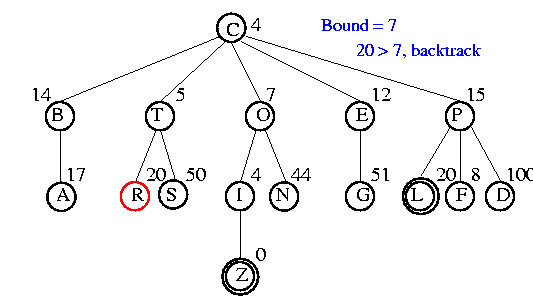 C 4 Bound = 7
20 > 7, backtrack
14 5 7 12 15
B T O E P
17 20 50 4 44 51 20 8 100
A R S I N G L F D
0
Z